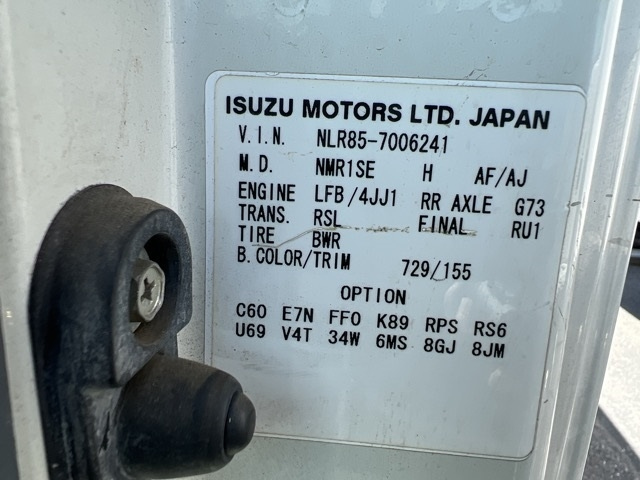 ISUZU MOTORS LTD. JAPAN
V.I.N. NLR85-7006241
M.D. NMR1SE H AF/AJ
ENGINE LFB/4JJ1 RR AXLE G73
TRANS. RSL FINAL RU1
TIRE BWR
B.COLOR/TRIM 729/155
OPTION
C60 E7N FF0 K89 RPS RS6
U69 V4T 34W 6MS 8GJ 8JM